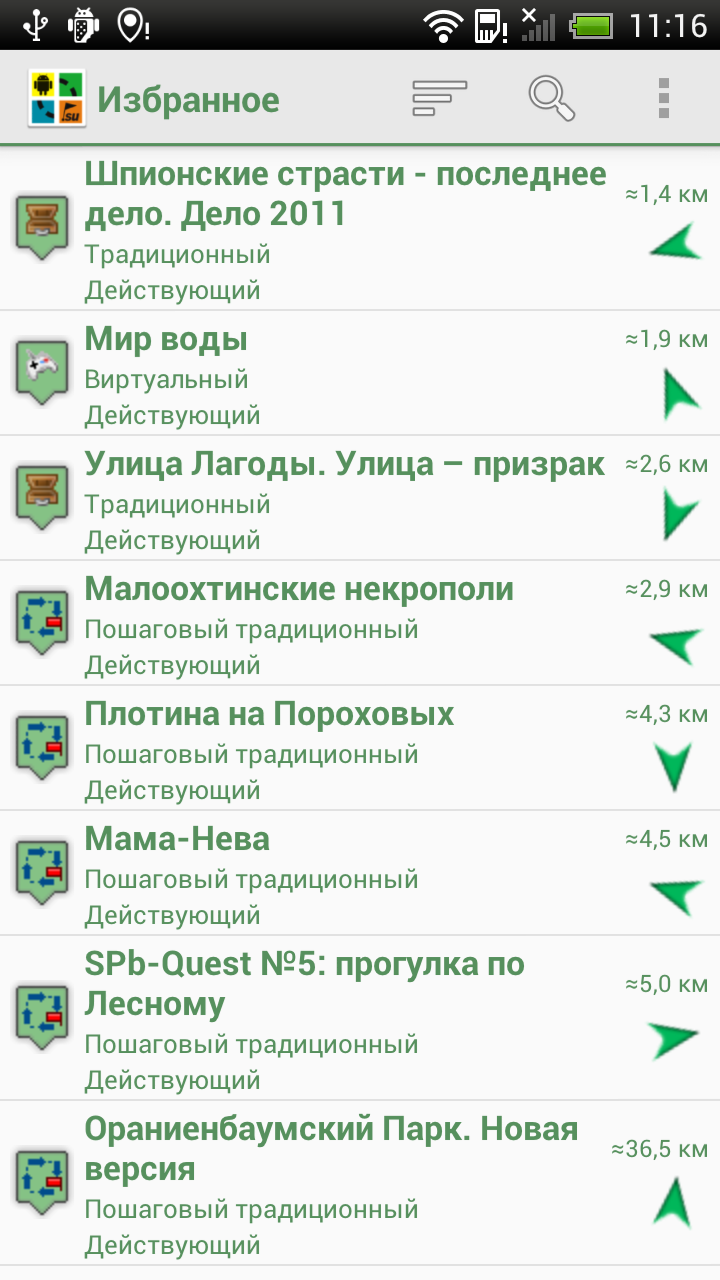 11:16
.su
Избранное
Шпионские страсти - последнее
дело. Дело 2011
≈1,4 км
Традиционный
Действующий
Мир воды
≈1,9 км
Виртуальный
Действующий
Улица Лагоды. Улица – призрак
≈2,6 км
Традиционный
Действующий
Малоохтинские некрополи
≈2,9 км
Пошаговый традиционный
Действующий
Плотина на Пороховых
≈4,3 км
Пошаговый традиционный
Действующий
Мама-Нева
≈4,5 км
Пошаговый традиционный
Действующий
SPb-Quest №5: прогулка по
Лесному
≈5,0 км
Пошаговый традиционный
Действующий
Ораниенбаумский Парк. Новая
версия
≈36,5 км
Пошаговый традиционный
Действующий